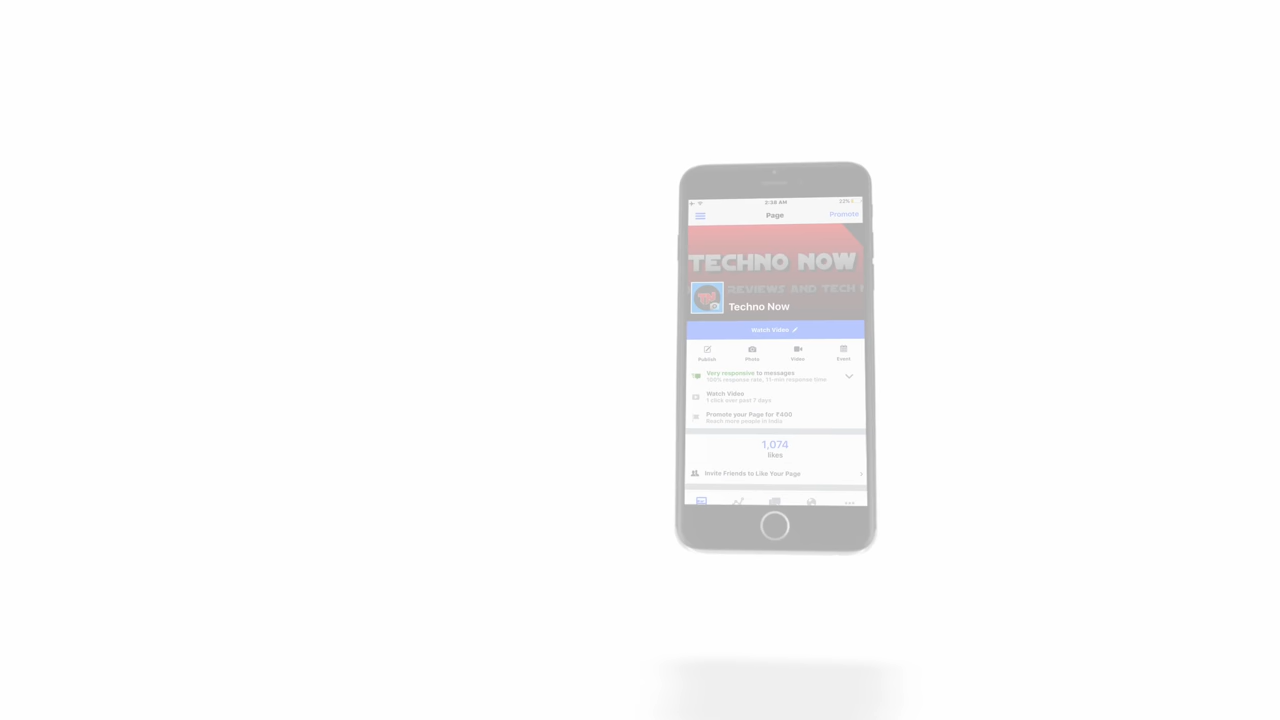 2:38 AM 22%
Page
Promote
TECHNO NOW
REVIEWS AND TECH
Techno Now
Watch Video
Publish Photo Video Event
Very responsive to messages
100% response rate, 11-min response time
Watch Video
1 click over past 7 days
Promote your Page for ₹400
Reach more people in India
1,074
likes
Invite Friends to Like Your Page